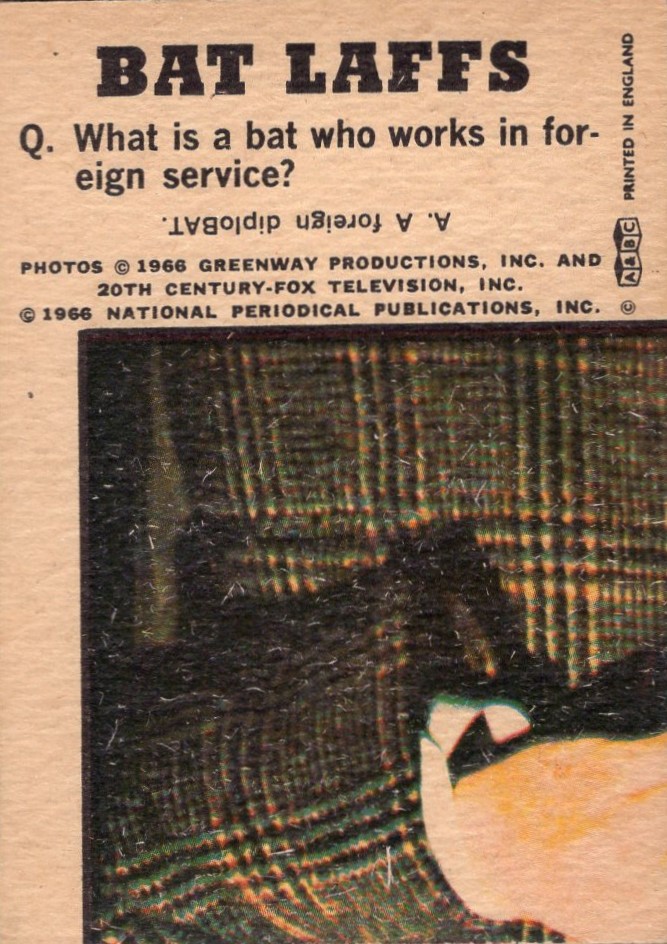 BAT LAFFS
Q. What is a bat who works in for-
eign service?
A. A foreign diploBAT.
PHOTOS © 1966 GREENWAY PRODUCTIONS, INC. AND
20TH CENTURY-FOX TELEVISION, INC.
© 1966 NATIONAL PERIODICAL PUBLICATIONS, INC. ©
A&BC
PRINTED IN ENGLAND